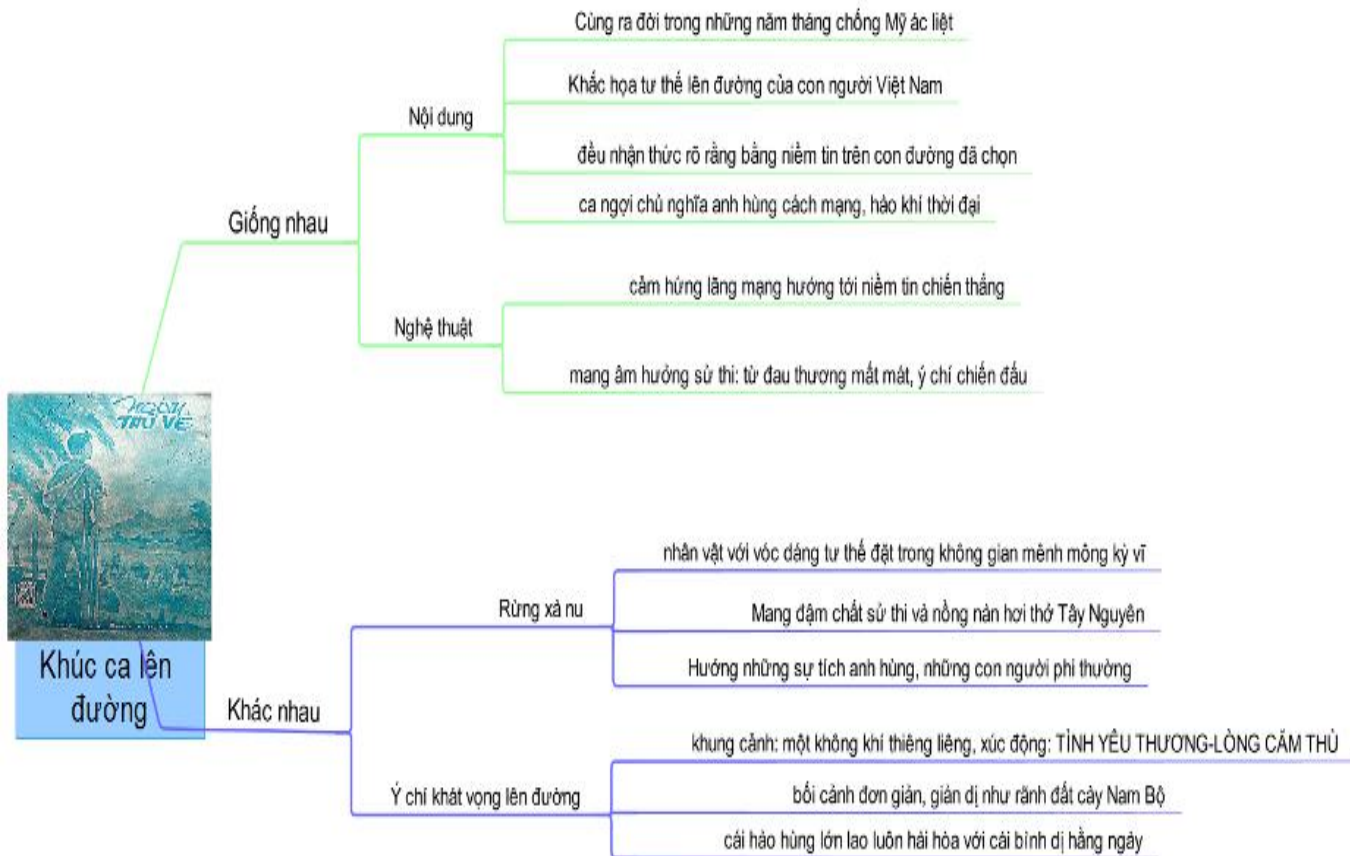 Cùng ra đời trong những năm tháng chống Mỹ ác liệt
Khắc họa tư thế lên đường của con người Việt Nam
Nội dung
đều nhận thức rõ rằng bằng niềm tin trên con đường đã chọn
ca ngợi chủ nghĩa anh hùng cách mạng, hào khí thời đại
Giống nhau
cảm hứng lãng mạng hướng tới niềm tin chiến thắng
Nghệ thuật
mang âm hưởng sử thi: từ đau thương mất mát, ý chí chiến đấu
TRỞ VỀ
Khúc ca lên
đường
nhân vật với vóc dáng tư thế đặt trong không gian mênh mông kỳ vĩ
Rừng xà nu
Mang đậm chất sử thi và nồng nàn hơi thở Tây Nguyên
Hướng những sự tích anh hùng, những con người phi thường
Khác nhau
khung cảnh: một không khí thiêng liêng, xúc động: TÌNH YÊU THƯƠNG-LÒNG CĂM THÙ
Ý chí khát vọng lên đường
bối cảnh đơn giản, giản dị như rãnh đất cày Nam Bộ
cái hào hùng lớn lao luôn hài hòa với cái bình dị hằng ngày